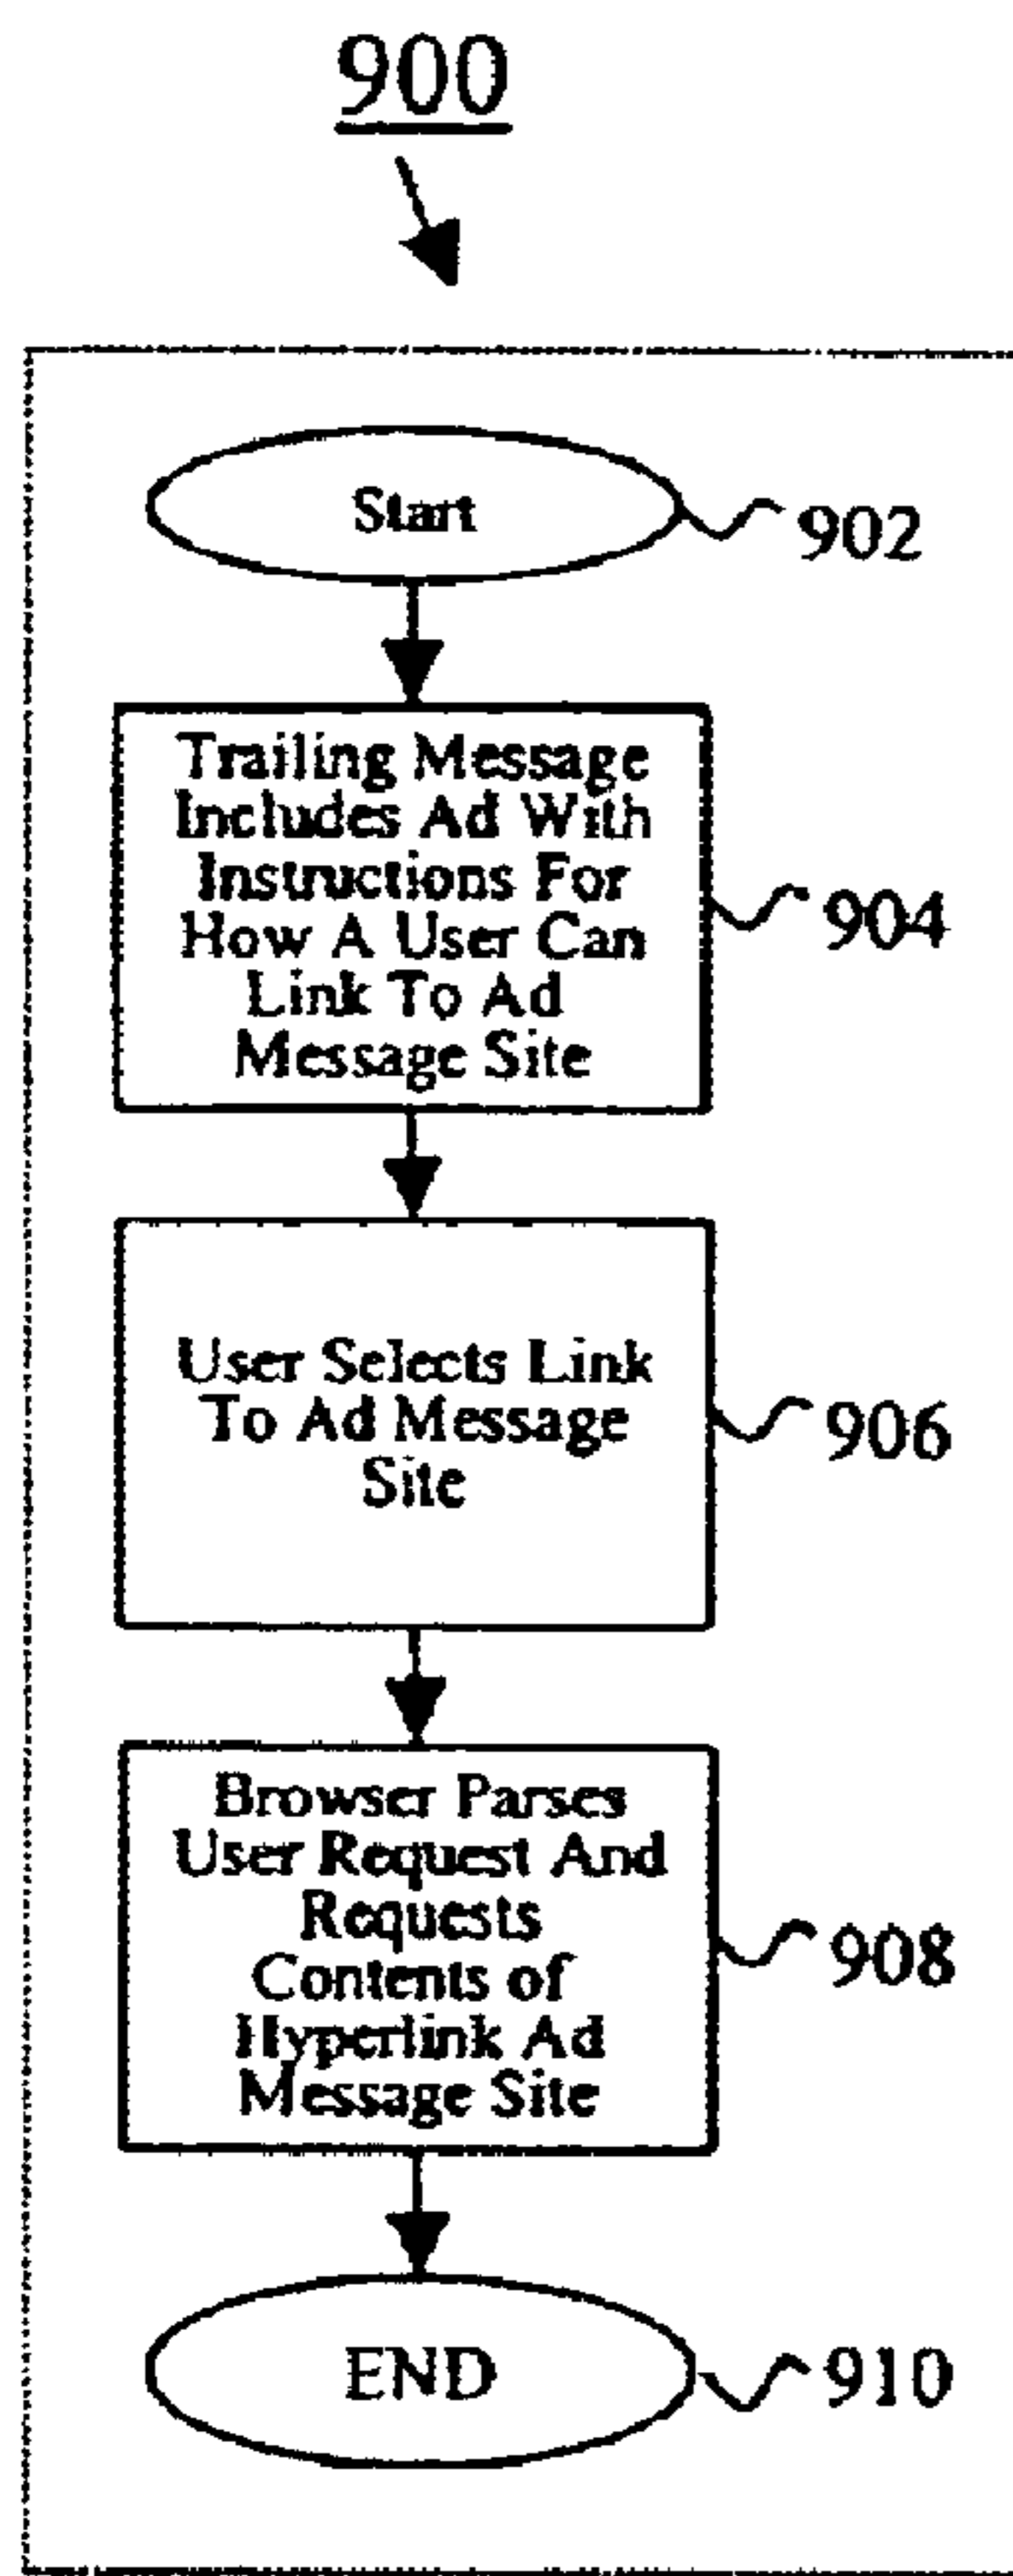 900
Start
902
Trailing Message
Includes Ad With
Instructions For
How A User Can
Link To Ad
Message Site
904
User Selects Link
To Ad Message
Site
906
Browser Parses
User Request And
Requests
Contents of
Hyperlink Ad
Message Site
908
END
910